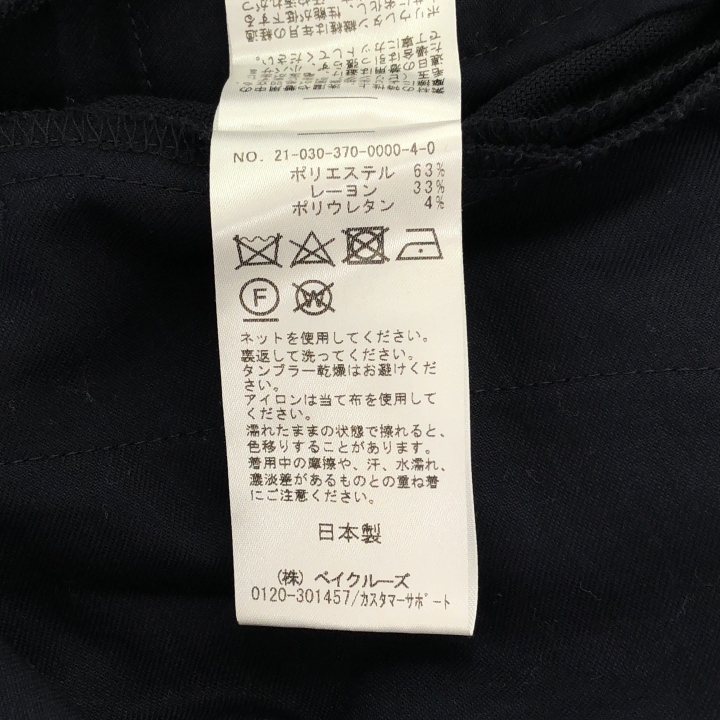 NO. 21-030-370-0000-4-0
ポリエステル 63%
レーヨン 33%
ポリウレタン 4%
F
W
ネットを使用してください。
裏返して洗ってください。
タンブラー乾燥はお避けくだ
さい。
アイロンは当て布を使用して
ください。
濡れたままの状態で擦れると、
色移りすることがあります。
着用中の摩擦や、汗、水濡れ、
濃淡差があるものとの重ね着
にご注意ください。
日本製
(株) ベイクルーズ
0120-301457/カスタマーサポート